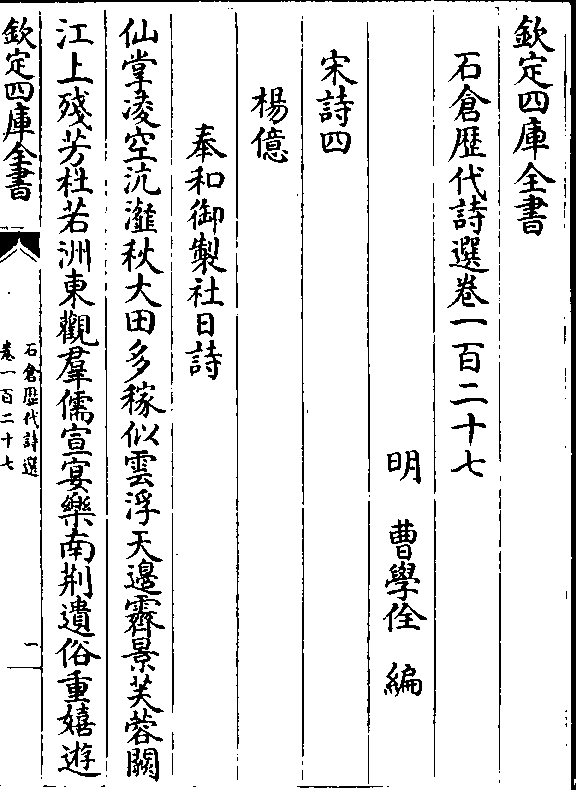 欽定四庫全書
石倉歴代詩選卷一百二十七
明　曹學佺　編
宋詩四
楊億
奉和御製社日詩
仙掌凌空沆瀣秋大田多稼似雲浮天邊霽景芙蓉闕
江上殘芳杜若洲東觀羣儒宣宴樂南荆遺俗重嬉遊
欽定四庫全書
石倉歴代詩選
卷一百二十七
一